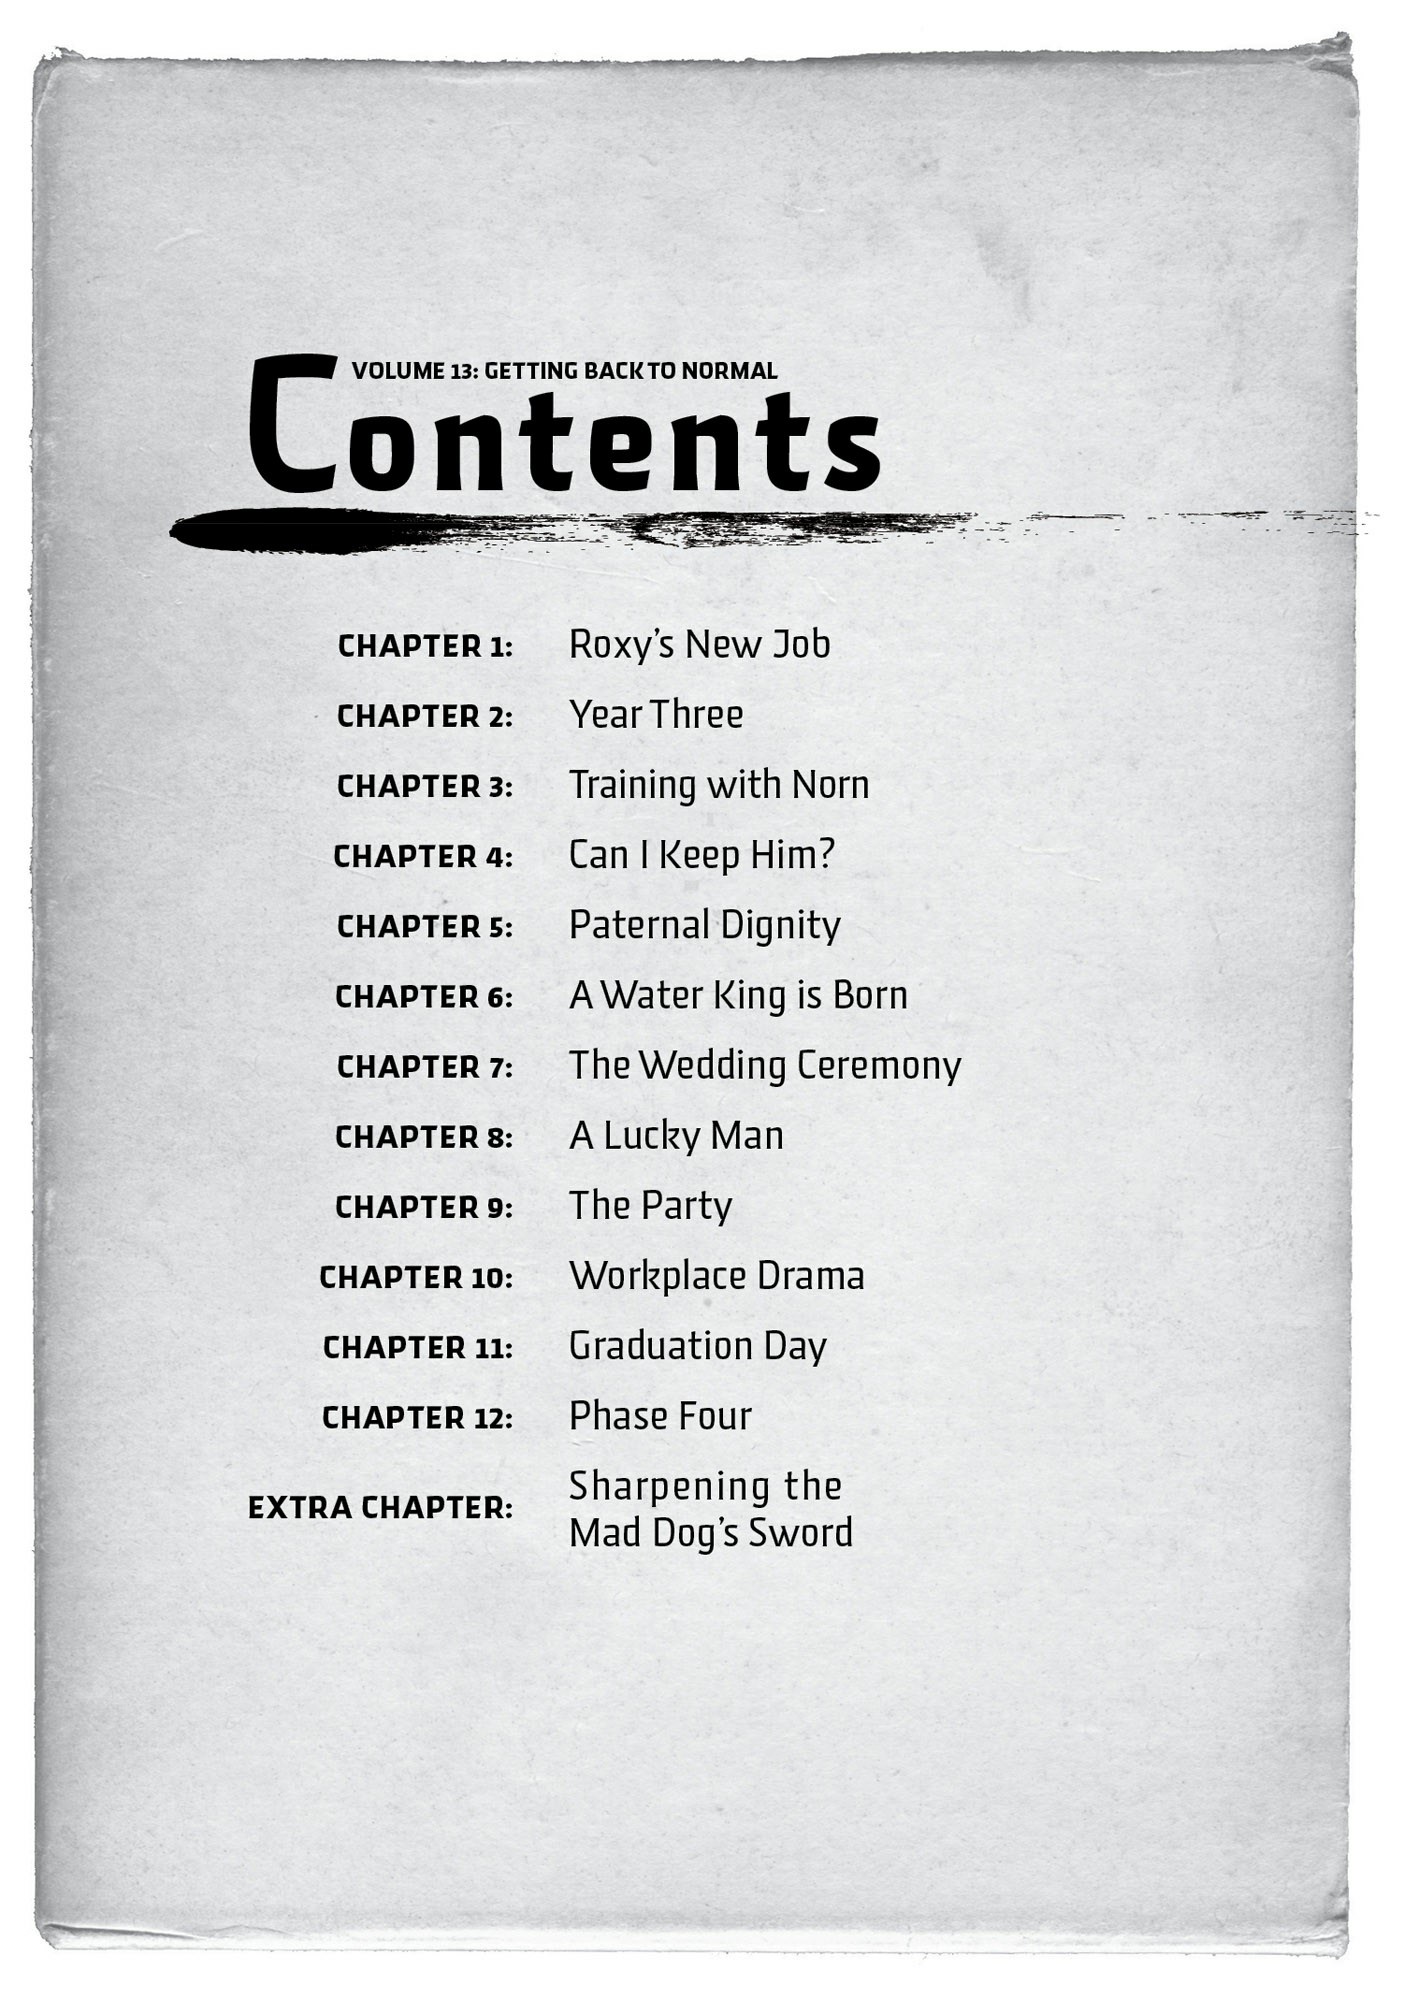 VOLUME 13: GETTING BACK TO NORMAL
Contents
CHAPTER 1: Roxy's New Job
CHAPTER 2: Year Three
CHAPTER 3: Training with Norn
CHAPTER 4: Can I Keep Him?
CHAPTER 5: Paternal Dignity
CHAPTER 6: A Water King is Born
CHAPTER 7: The Wedding Ceremony
CHAPTER 8: A Lucky Man
CHAPTER 9: The Party
CHAPTER 10: Workplace Drama
CHAPTER 11: Graduation Day
CHAPTER 12: Phase Four
EXTRA CHAPTER: Sharpening the
Mad Dog's Sword